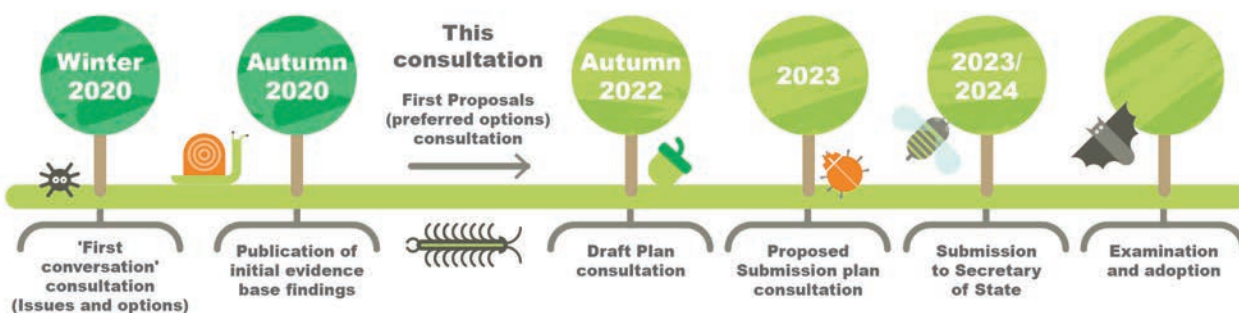 Winter
2020
Autumn
2020
This
consultation
First Proposals
(preferred options)
consultation
Autumn
2022
2023
2023/
2024
'First
conversation'
consultation
(Issues and options)
Publication of
initial evidence
base findings
Draft Plan
consultation
Proposed
Submission plan
consultation
Submission
to Secretary
of State
Examination
and adoption